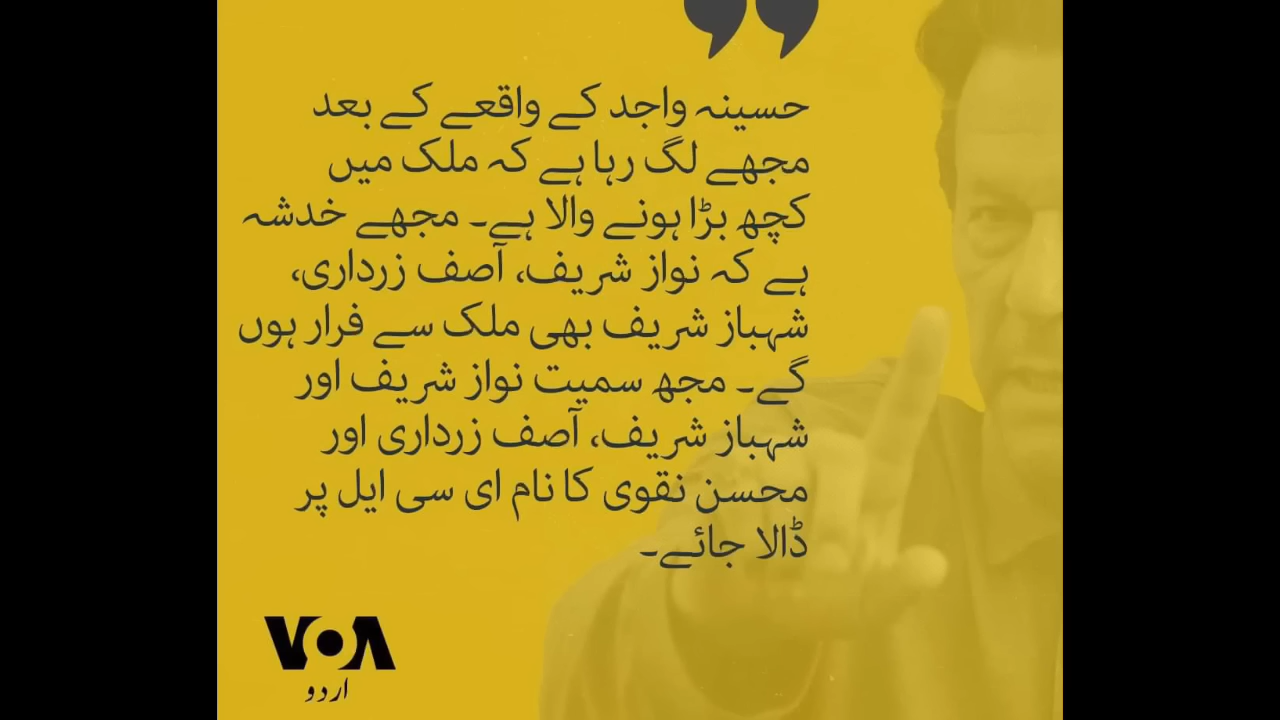 حسینہ واجد کے واقعے کے بعد
مجھے لگ رہا ہے کہ ملک میں
کچھ بڑا ہونے والا ہے۔ مجھے خدشہ
ہے کہ نواز شریف، آصف زرداری،
شہباز شریف بھی ملک سے فرار ہوں
گے۔ مجھ سمیت نواز شریف اور
شہباز شریف، آصف زرداری اور
محسن نقوی کا نام ای سی ایل پر
ڈالا جائے۔
VOA
اردو